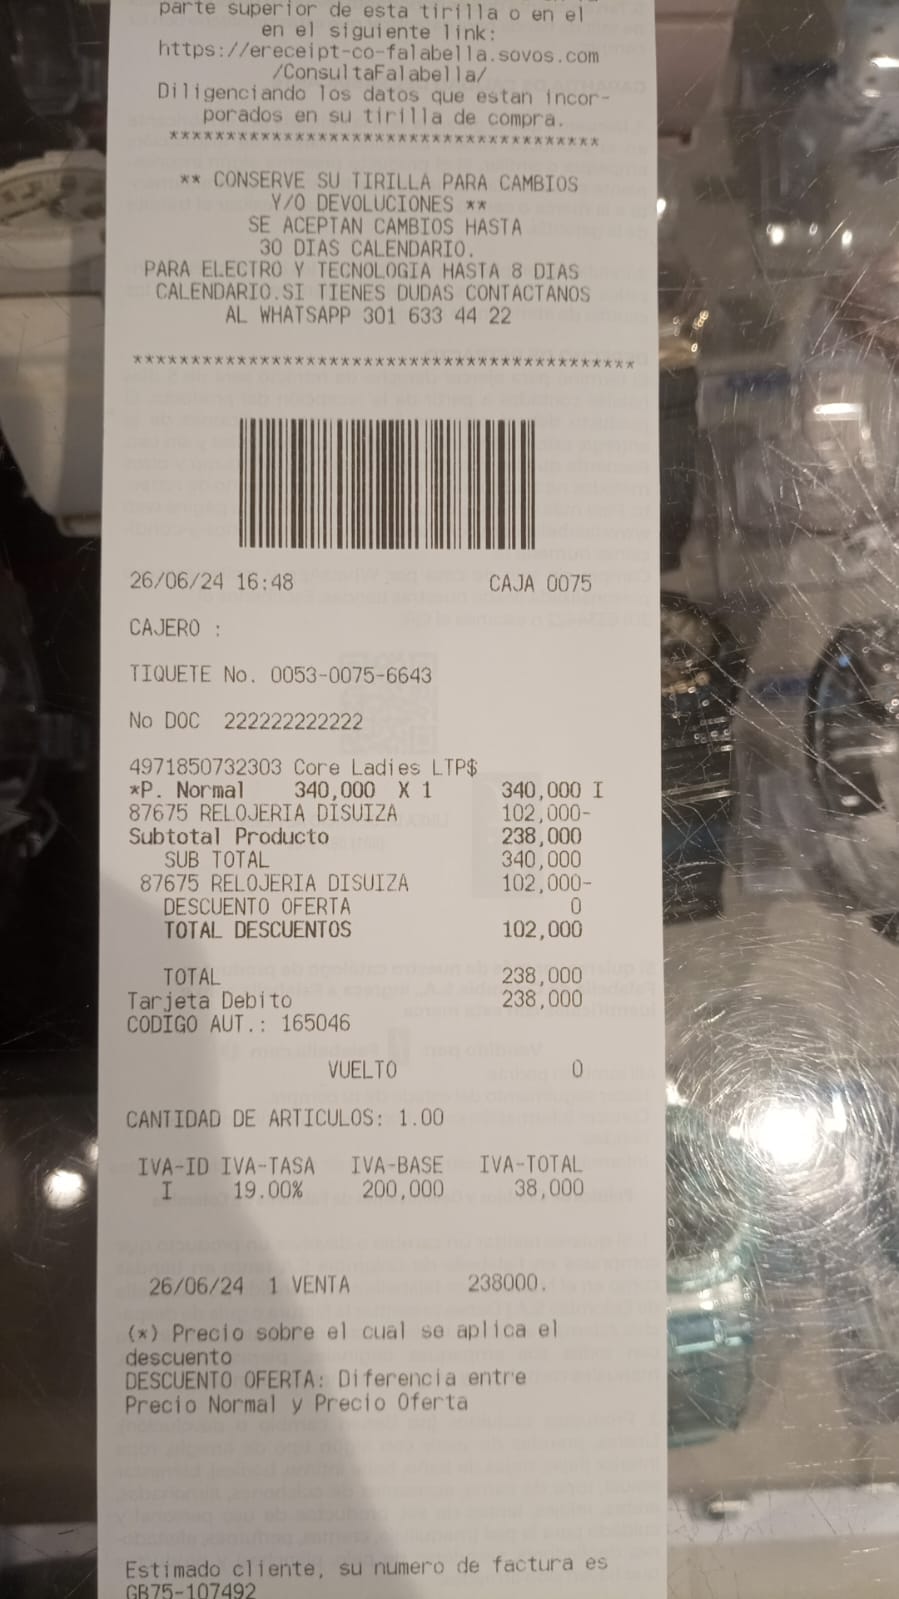 parte superior de esta tirilla o en el
en el siguiente link:
https://ereceipt-co-falabella.sovos.com
/ConsultaFalabella/
Diligenciando los datos que estan incor-
porados en su tirilla de compra.
*************************************
** CONSERVE SU TIRILLA PARA CAMBIOS
Y/O DEVOLUCIONES **
SE ACEPTAN CAMBIOS HASTA
30 DIAS CALENDARIO.
PARA ELECTRO Y TECNOLOGIA HASTA 8 DIAS
CALENDARIO.SI TIENES DUDAS CONTACTANOS
AL WHATSAPP 301 633 44 22
*******************************************
26/06/24 16:48 CAJA 0075
CAJERO :
TIQUETE No. 0053-0075-6643
No DOC 222222222222
4971850732303 Core Ladies LTP$
*P. Normal 340,000 X 1 340,000 I
87675 RELOJERIA DISUIZA 102,000-
Subtotal Producto 238,000
SUB TOTAL 340,000
87675 RELOJERIA DISUIZA 102,000-
DESCUENTO OFERTA 0
TOTAL DESCUENTOS 102,000
TOTAL 238,000
Tarjeta Debito 238,000
CODIGO AUT.: 165046
VUELTO 0
CANTIDAD DE ARTICULOS: 1.00
IVA-ID IVA-TASA IVA-BASE IVA-TOTAL
I 19.00% 200,000 38,000
26/06/24 1 VENTA 238000.
(*) Precio sobre el cual se aplica el
descuento
DESCUENTO OFERTA: Diferencia entre
Precio Normal y Precio Oferta
Estimado cliente, su numero de factura es
GB75-107492